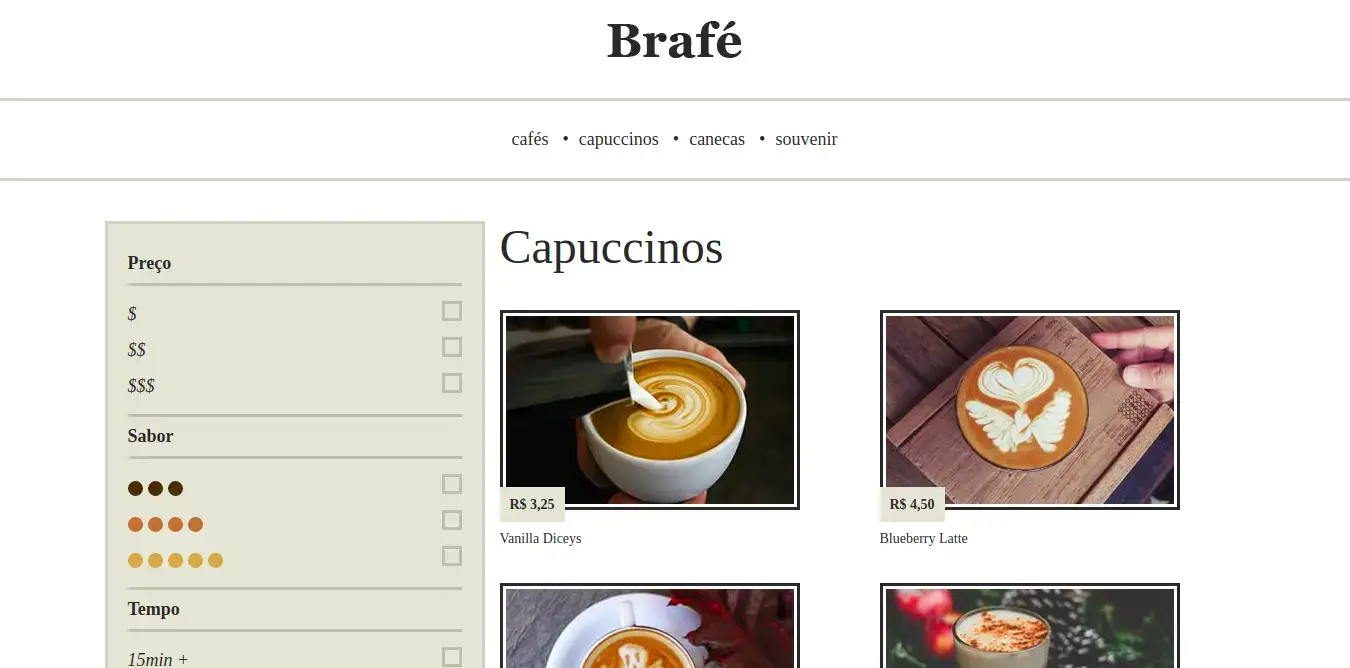 Brafé
cafés • capuccinos • canecas • souvenir
Preço
$
$$
$$$
Sabor
Tempo
15min +
Capuccinos
R$ 3,25
Vanilla Diceys
R$ 4,50
Blueberry Latte